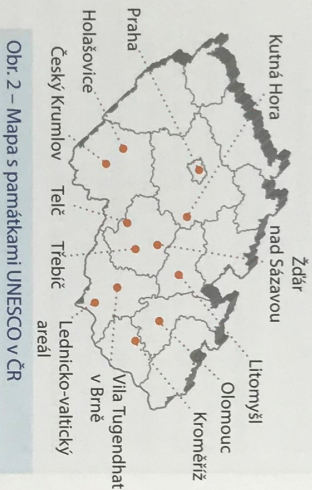 Kutná Hora
Praha
Holašovice
Český Krumlov
Telč
Třebíč
Žďár
nad Sázavou
Litomyšl
Olomouc
Kroměříž
Vila Tugendhat
v Brně
Lednicko-valtický
areál
Obr. 2 – Mapa s památkami UNESCO v ČR